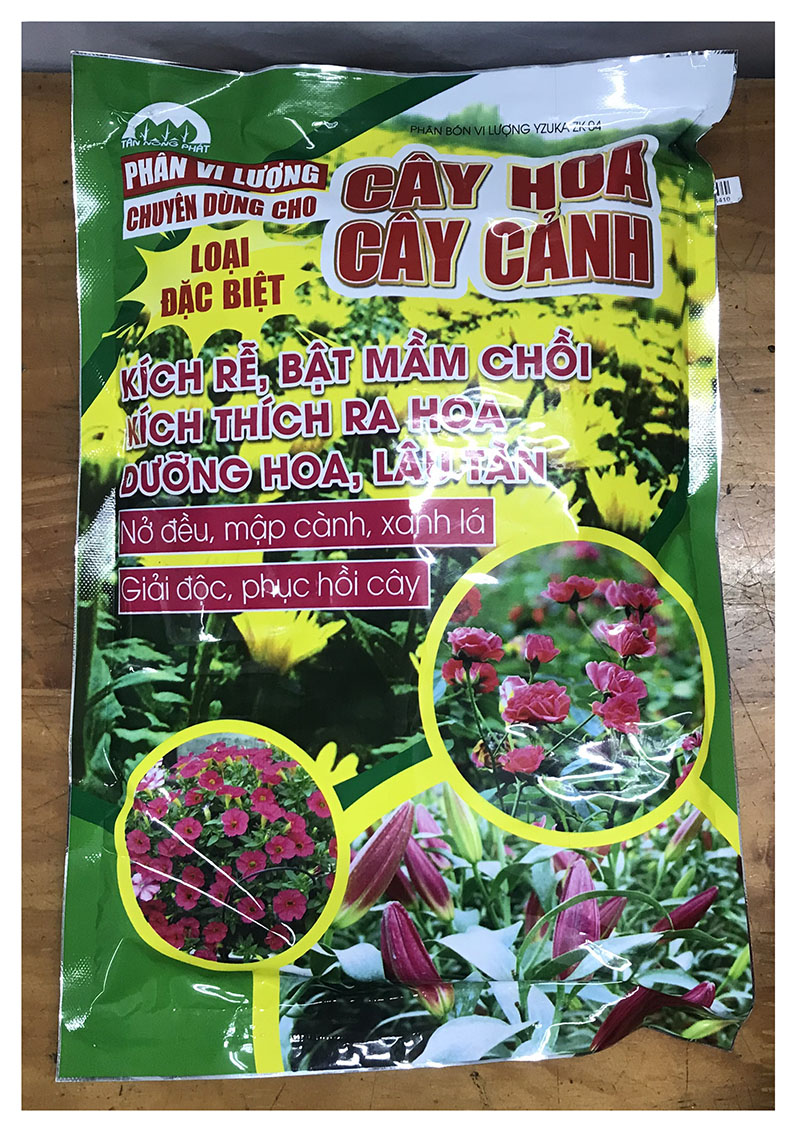 PHÂN BÓN VI LƯỢNG YZUKA ZK 04
TÂN NÔNG PHÁT
PHÂN VI LƯỢNG
CHUYÊN DÙNG CHO
CÂY HOA
CÂY CẢNH
LOẠI
ĐẶC BIỆT
KÍCH RỄ, BẬT MẦM CHỒI
KÍCH THÍCH RA HOA
DƯỠNG HOA, LÂU TÀN
Nở đều, mập cành, xanh lá
Giải độc, phục hồi cây